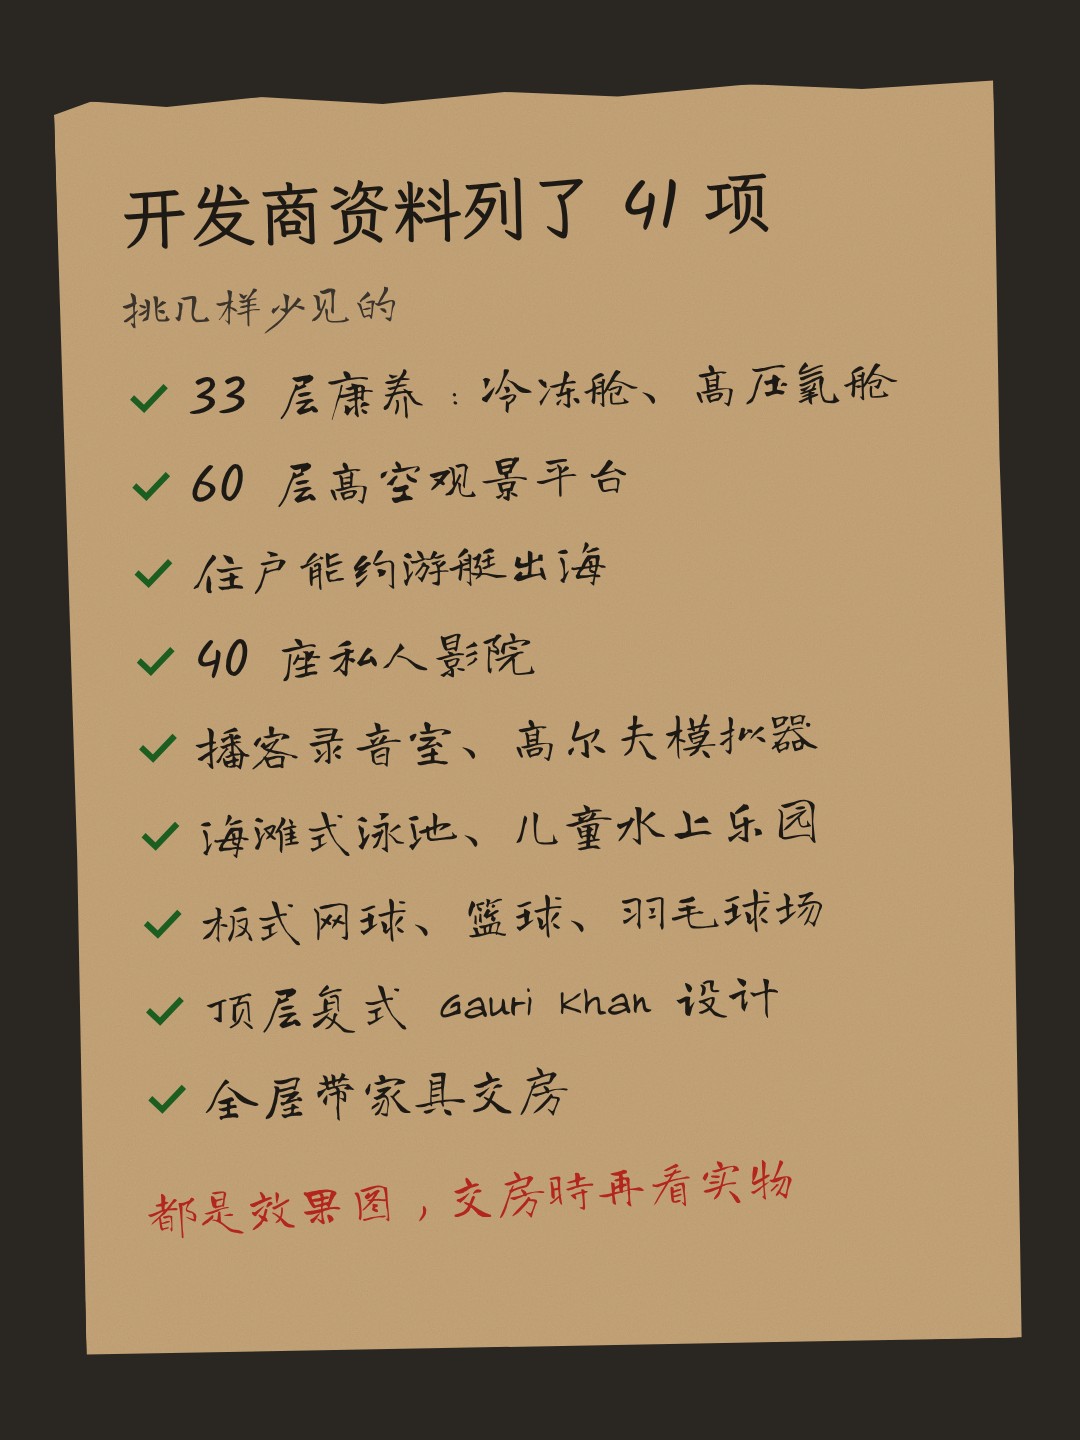 开发商资料列了 41 项
挑几样少见的
33 层康养：冷冻舱、高压氧舱
60 层高空观景平台
住户能约游艇出海
40 座私人影院
播客录音室、高尔夫模拟器
海滩式泳池、儿童水上乐园
板式网球、篮球、羽毛球场
顶层复式 Gauri Khan 设计
全屋带家具交房
都是效果图，交房時再看实物